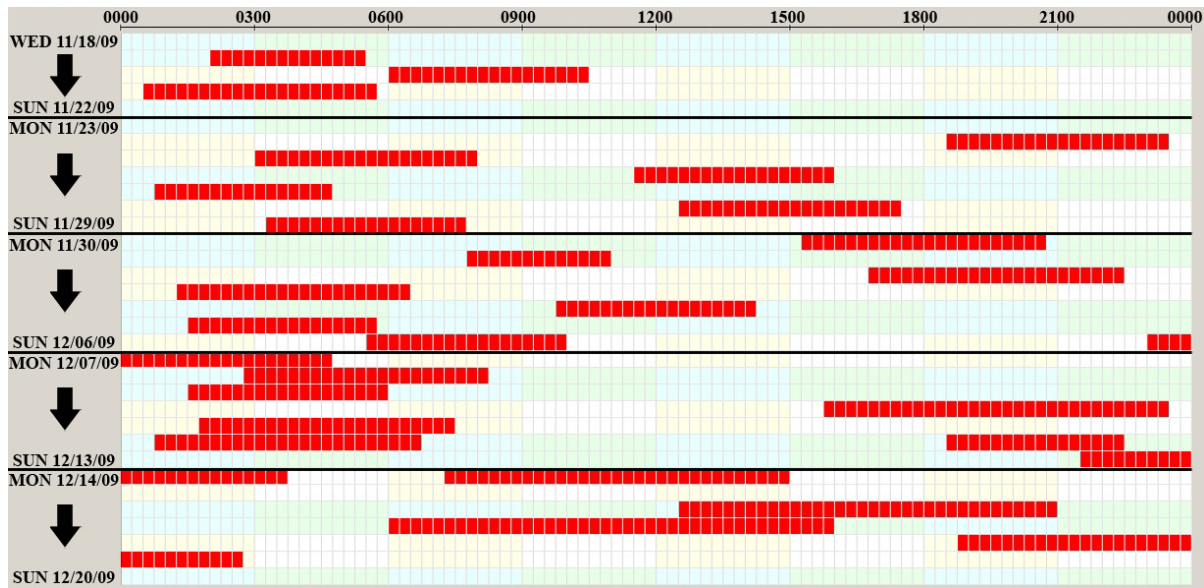 0000 0300 0600 0900 1200 1500 1800 2100 0000
WED 11/18/09
SUN 11/22/09
MON 11/23/09
SUN 11/29/09
MON 11/30/09
SUN 12/06/09
MON 12/07/09
SUN 12/13/09
MON 12/14/09
SUN 12/20/09